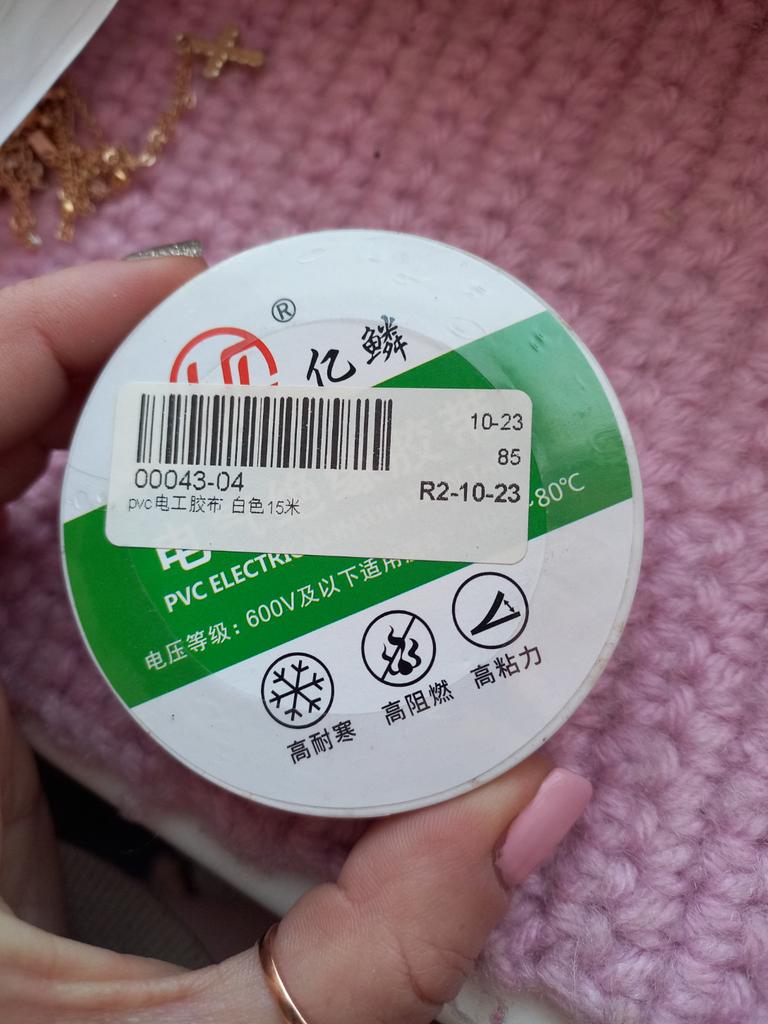 ®
亿鳞
10-23
85
00043-04
R2-10-23
pvc电工胶布 白色15米
80℃
PVC ELECTRI
电压等级：600V及以下适用
高耐寒
高阻燃
高粘力